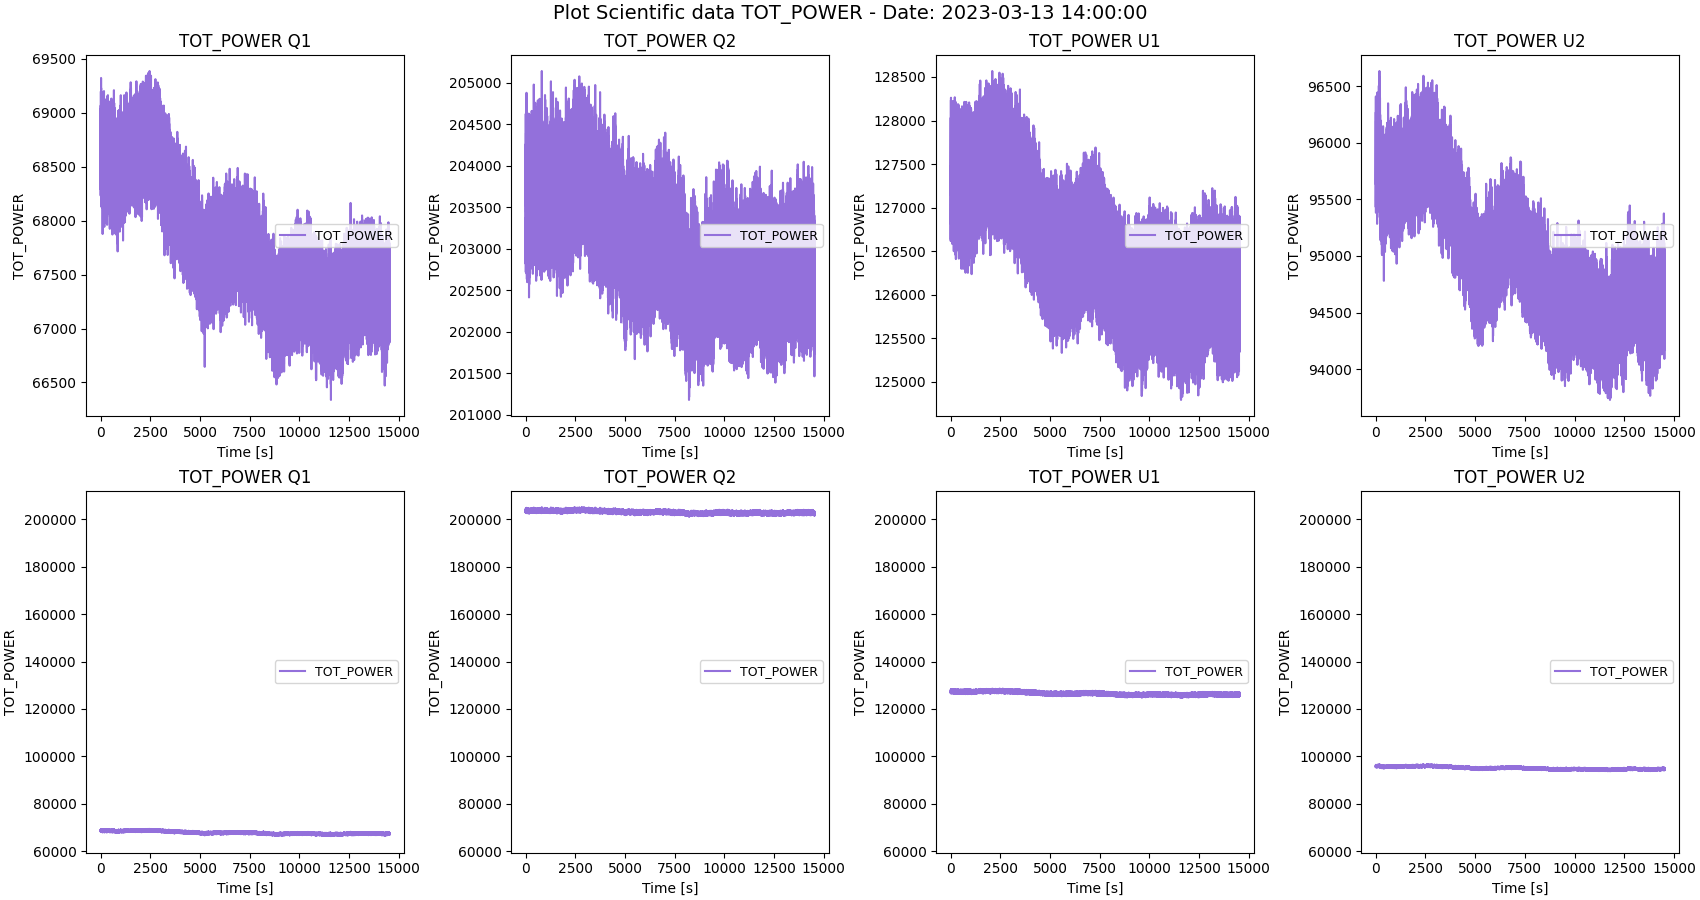 Plot Scientific data TOT_POWER - Date: 2023-03-13 14:00:00
TOT_POWER Q1
69500
69000
68500
68000
67500
67000
66500
TOT_POWER
0 2500 5000 7500 10000 12500 15000
Time [s]
TOT_POWER
TOT_POWER Q2
205000
204500
204000
203500
203000
202500
202000
201500
201000
TOT_POWER
0 2500 5000 7500 10000 12500 15000
Time [s]
TOT_POWER
TOT_POWER U1
128500
128000
127500
127000
126500
126000
125500
125000
TOT_POWER
0 2500 5000 7500 10000 12500 15000
Time [s]
TOT_POWER
TOT_POWER U2
96500
96000
95500
95000
94500
94000
TOT_POWER
0 2500 5000 7500 10000 12500 15000
Time [s]
TOT_POWER
TOT_POWER Q1
200000
180000
160000
140000
120000
100000
80000
60000
TOT_POWER
0 2500 5000 7500 10000 12500 15000
Time [s]
TOT_POWER
TOT_POWER Q2
200000
180000
160000
140000
120000
100000
80000
60000
TOT_POWER
0 2500 5000 7500 10000 12500 15000
Time [s]
TOT_POWER
TOT_POWER U1
200000
180000
160000
140000
120000
100000
80000
60000
TOT_POWER
0 2500 5000 7500 10000 12500 15000
Time [s]
TOT_POWER
TOT_POWER U2
200000
180000
160000
140000
120000
100000
80000
60000
TOT_POWER
0 2500 5000 7500 10000 12500 15000
Time [s]
TOT_POWER